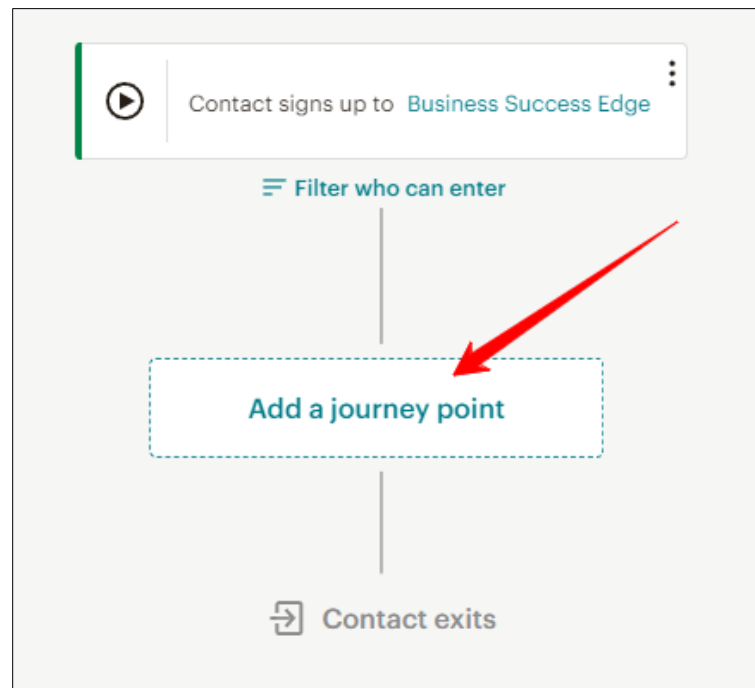 Contact signs up to Business Success Edge
Filter who can enter
Add a journey point
Contact exits